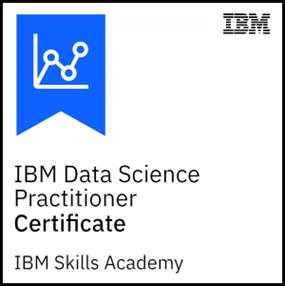 IBM
IBM Data Science
Practitioner
Certificate
IBM Skills Academy